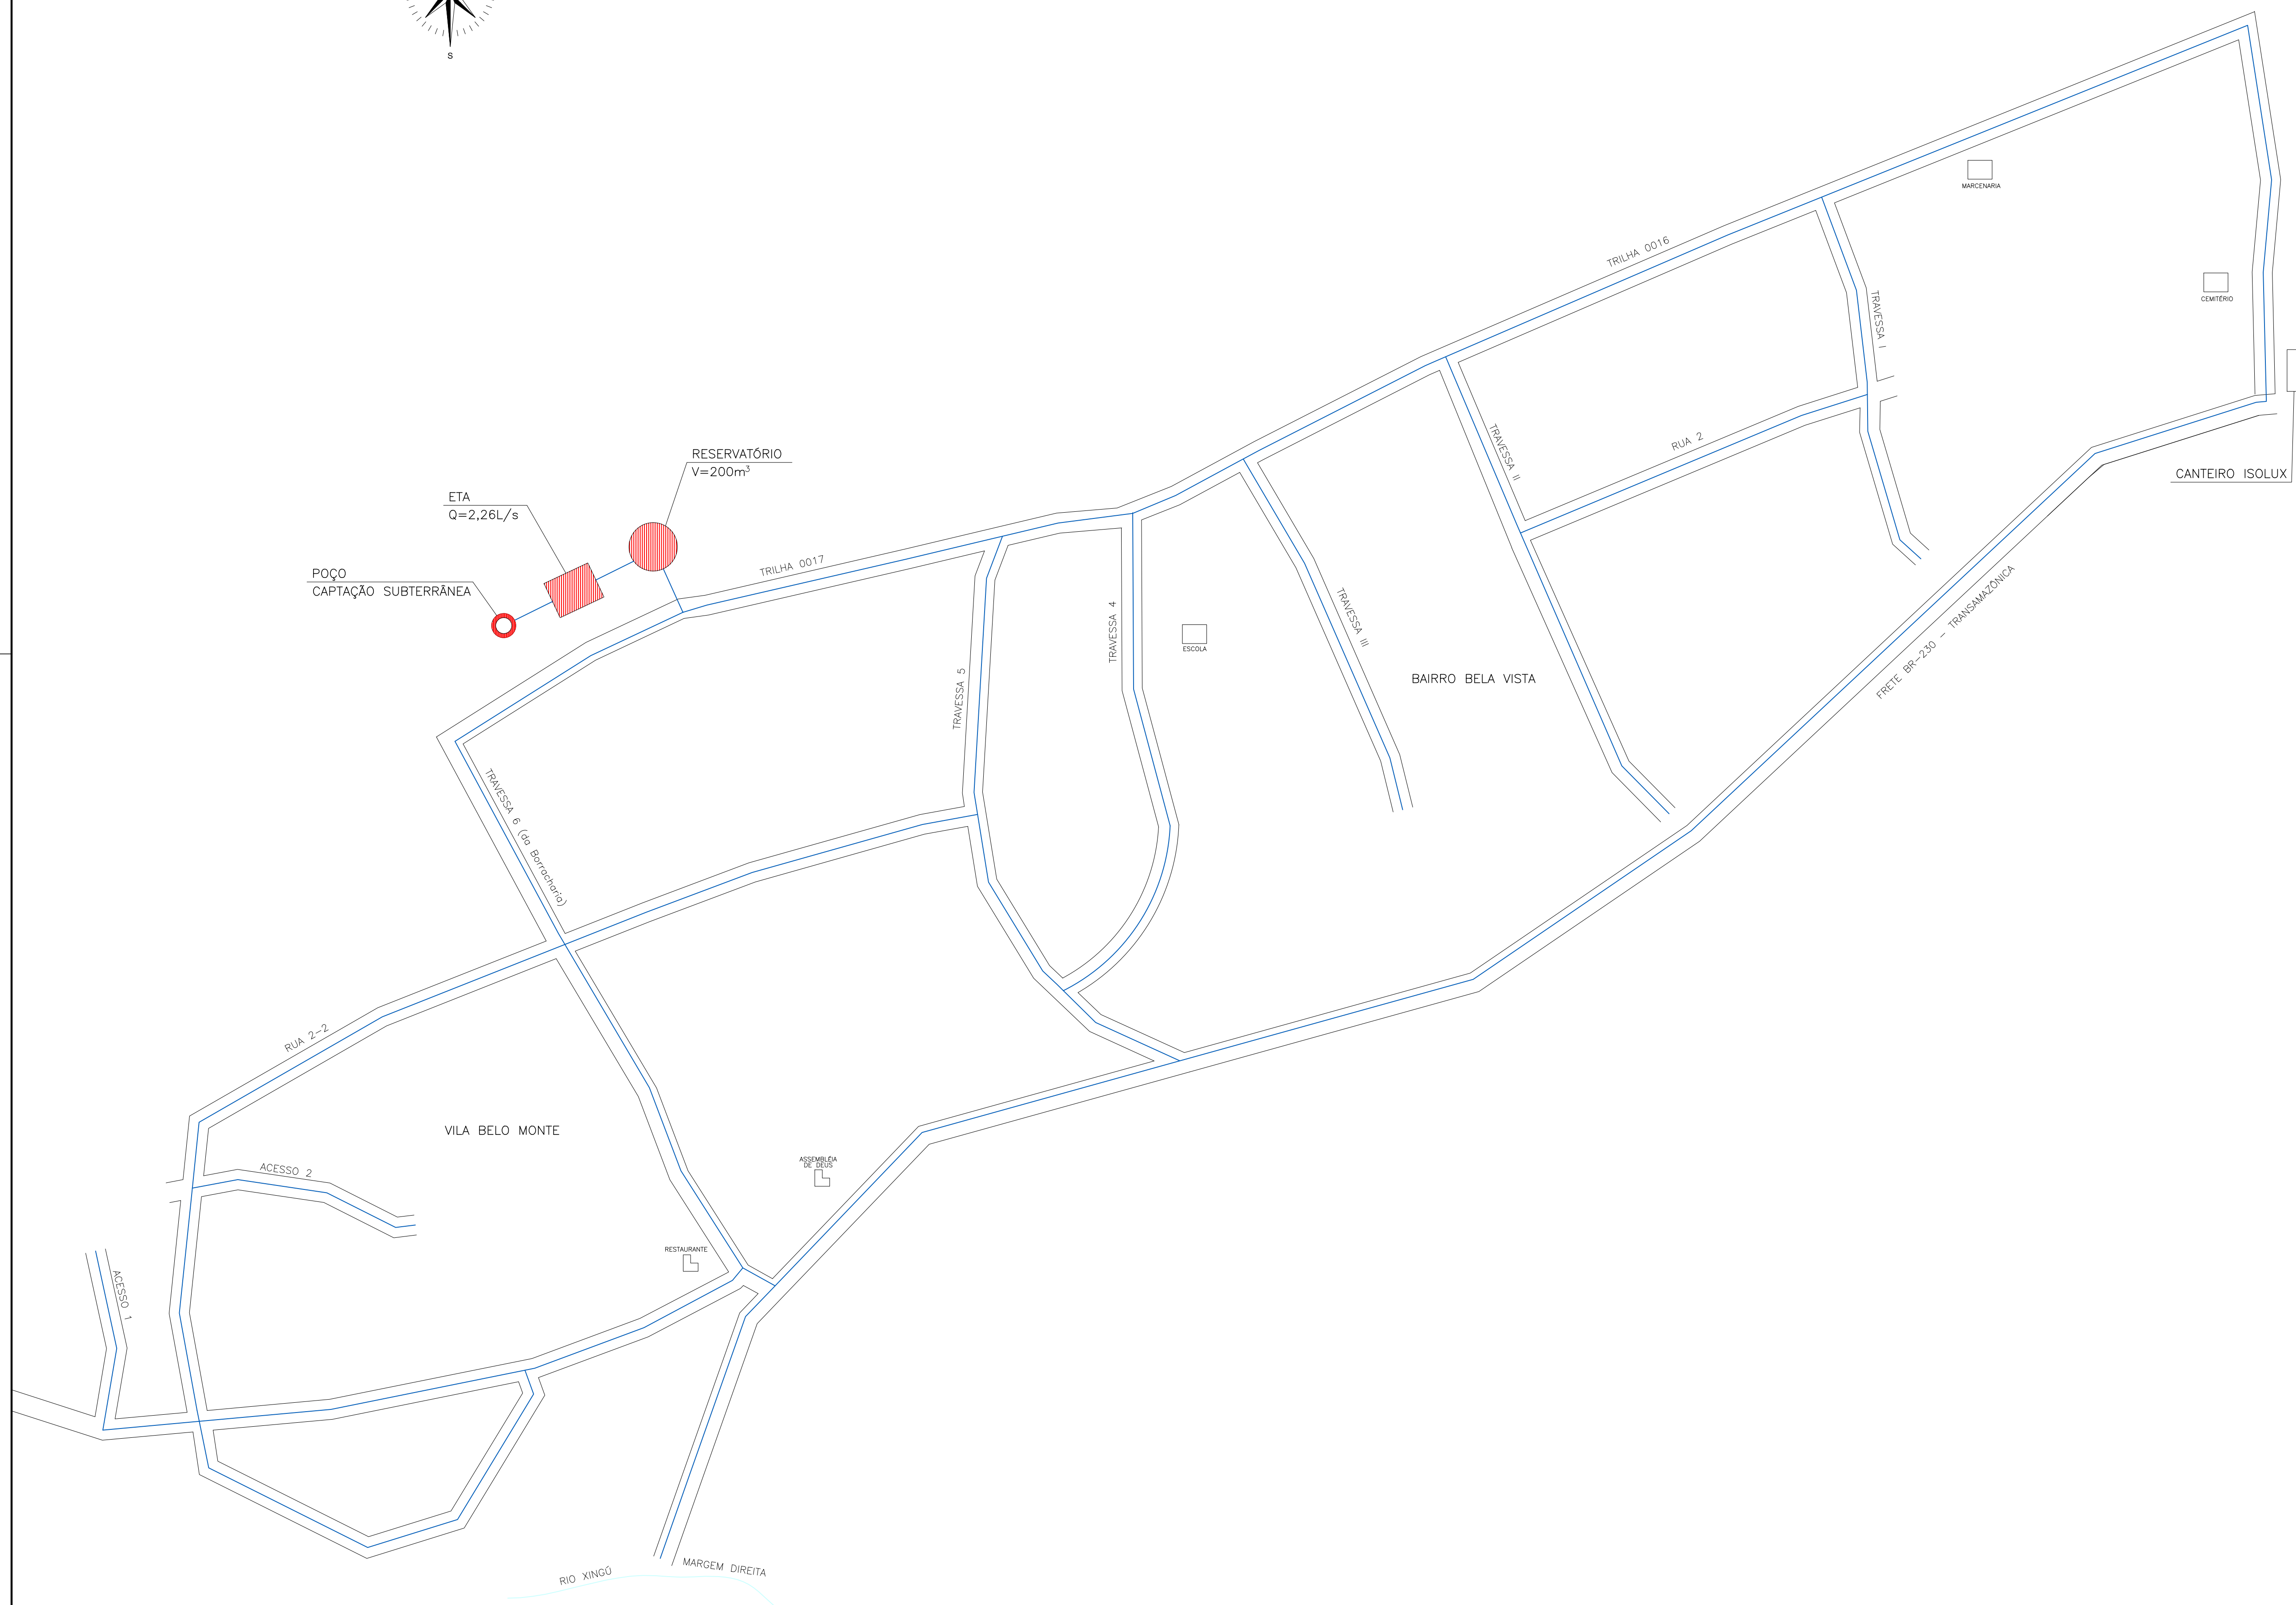 S
MARCENARIA
TRILHA 0016
CEMITÉRIO
TRAVESSA I
RUA 2
TRAVESSA II
RESERVATÓRIO
V=200m³
CANTEIRO ISOLUX
ETA
Q=2,26L/s
TRILHA 0017
POÇO
CAPTAÇÃO SUBTERRÂNEA
TRAVESSA 4
TRAVESSA III
FRETE BR-230 - TRANSAMAZÔNICA
ESCOLA
BAIRRO BELA VISTA
TRAVESSA 5
TRAVESSA 6 (da Borracharia)
RUA 2-2
VILA BELO MONTE
ASSEMBLÉIA
DE DEUS
ACESSO 2
RESTAURANTE
ACESSO 1
RIO XINGÚ
MARGEM DIREITA